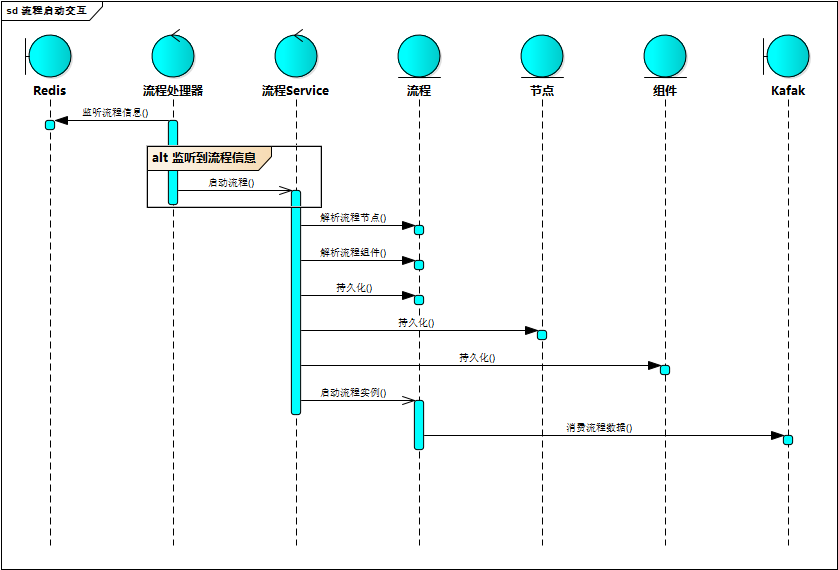 sd 流程启动交互
Redis
流程处理器
流程Service
流程
节点
组件
Kafak
监听流程信息()
alt 监听到流程信息
启动流程()
解析流程节点()
解析流程组件()
持久化()
持久化()
持久化()
启动流程实例()
消费流程数据()